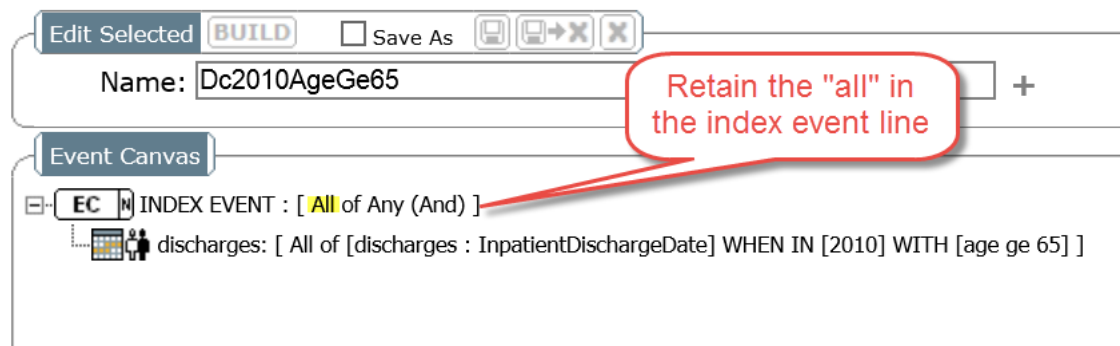 Edit Selected BUILD Save As
Name: Dc2010AgeGe65
Retain the "all" in
the index event line
Event Canvas
EC N INDEX EVENT : [ All of Any (And) ]
discharges: [ All of [discharges : InpatientDischargeDate] WHEN IN [2010] WITH [age ge 65] ]